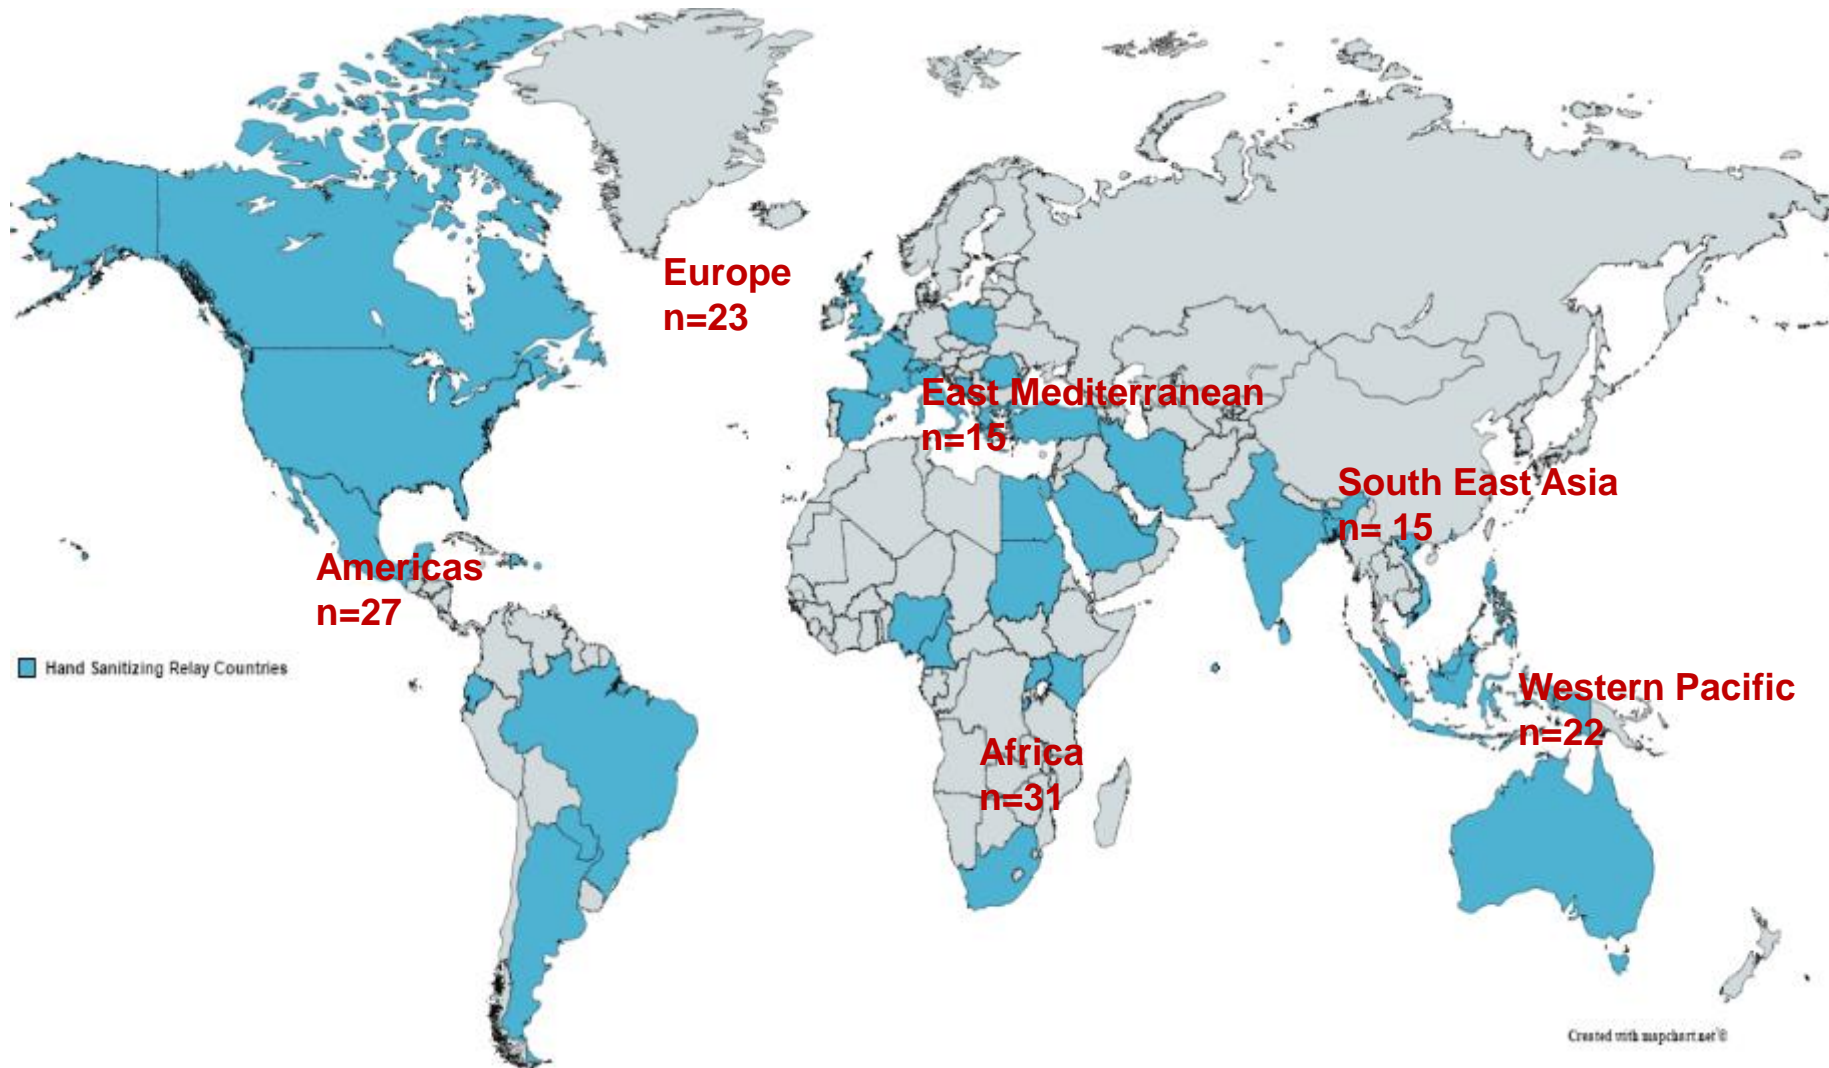 Europe
n=23
East Mediterranean
n=15
South East Asia
n= 15
Americas
n=27
Hand Sanitizing Relay Countries
Western Pacific
n=22
Africa
n=31
Created with mapchart.net ©